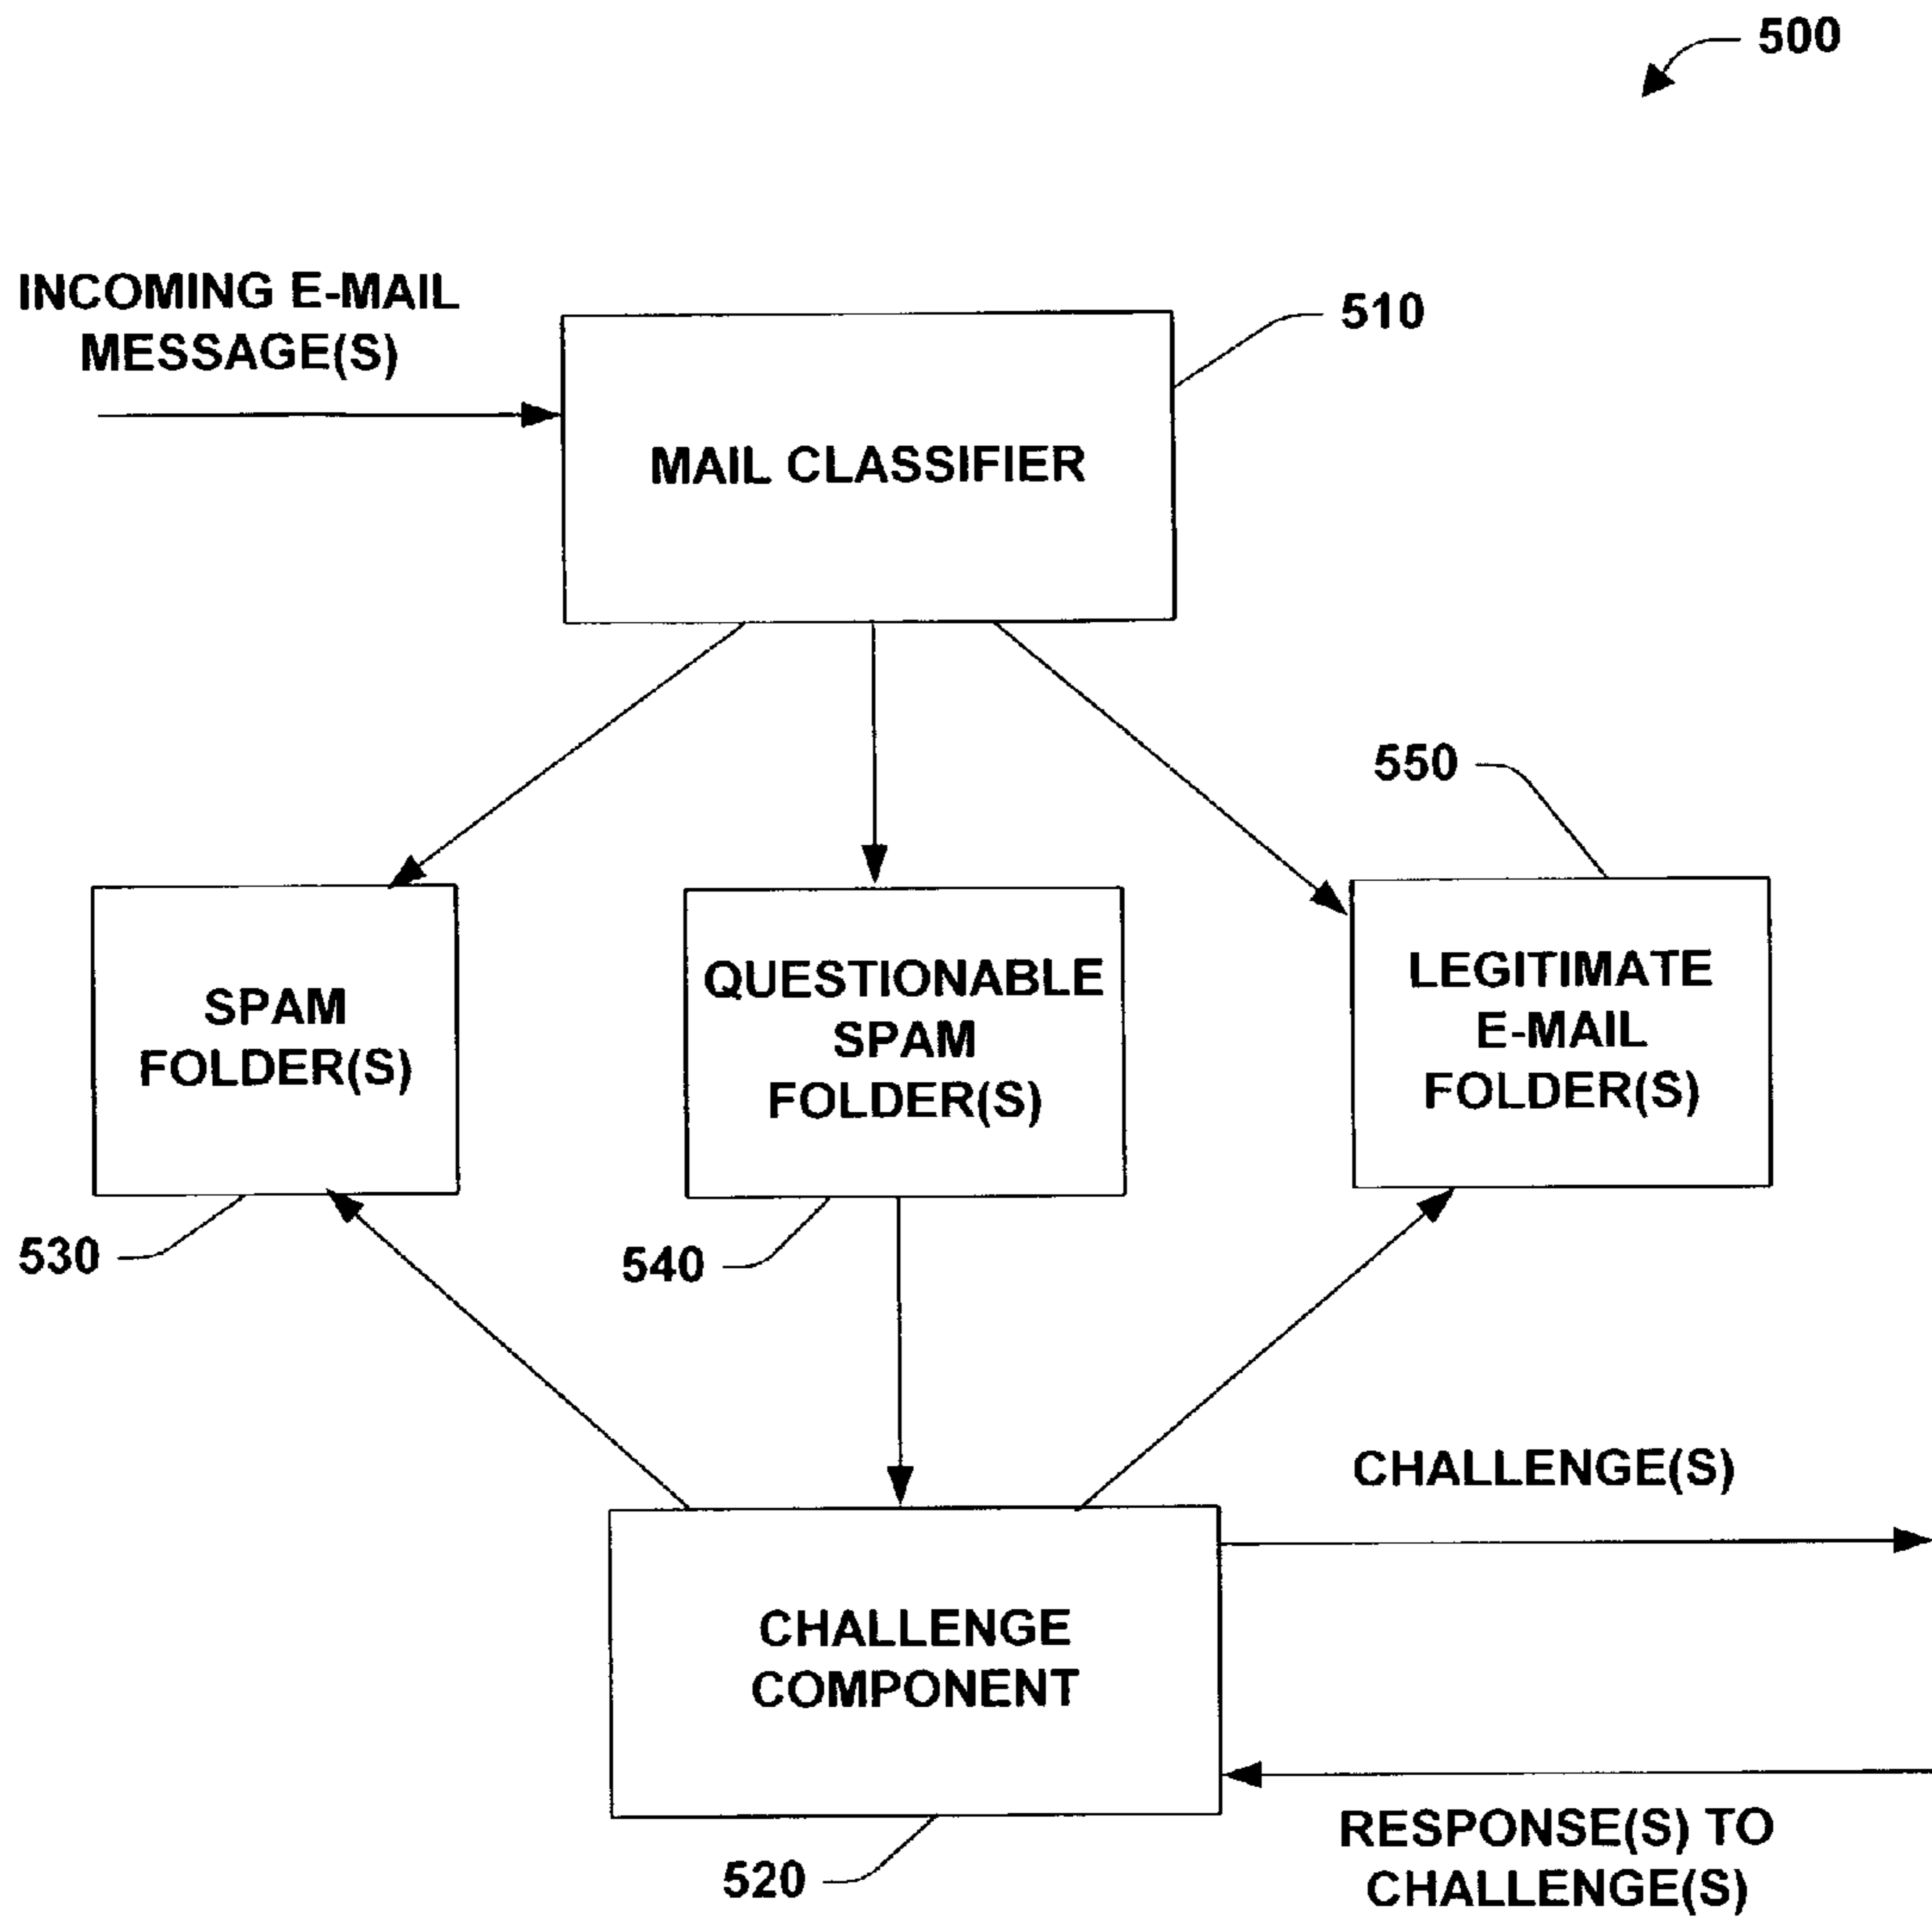 500
INCOMING E-MAIL
MESSAGE(S)
510
MAIL CLASSIFIER
550
SPAM
FOLDER(S)
QUESTIONABLE
SPAM
FOLDER(S)
LEGITIMATE
E-MAIL
FOLDER(S)
530
540
CHALLENGE(S)
CHALLENGE
COMPONENT
520
RESPONSE(S) TO
CHALLENGE(S)